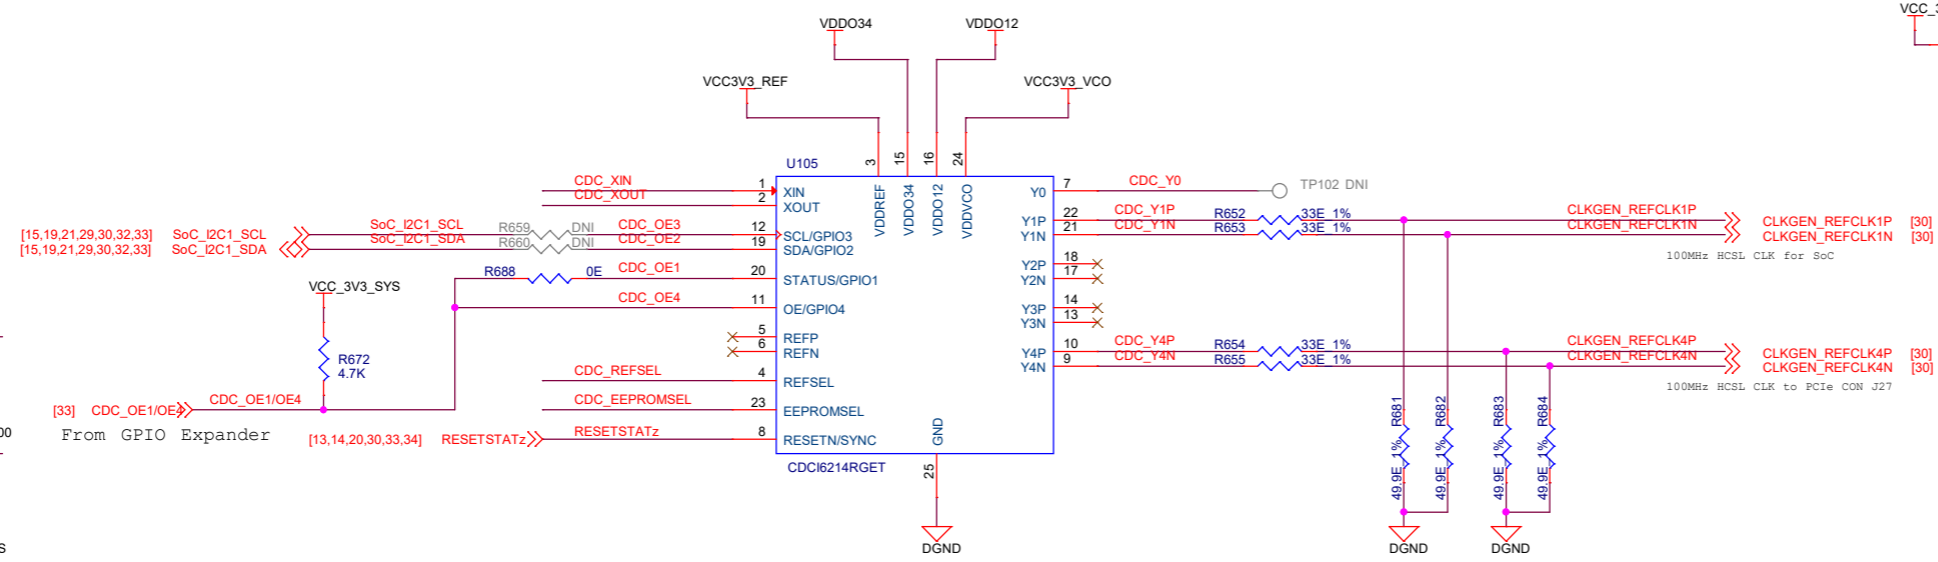 VCC_3
VDDO34
VDDO12
VCC3V3_REF
VCC3V3_VCO
U105
3
15
16
24
VDDREF
VDDO34
VDDO12
VDDVCO
CDC_XIN
1
XIN
CDC_XOUT
2
XOUT
[15,19,21,29,30,32,33] SoC_I2C1_SCL
SoC_I2C1_SCL
R659
DNI
CDC_OE3
12
SCL/GPIO3
[15,19,21,29,30,32,33] SoC_I2C1_SDA
SoC_I2C1_SDA
R660
DNI
CDC_OE2
19
SDA/GPIO2
R688
0E
CDC_OE1
20
STATUS/GPIO1
VCC_3V3_SYS
CDC_OE4
11
OE/GPIO4
R672
4.7K
5
REFP
6
REFN
CDC_REFSEL
4
REFSEL
[33] CDC_OE1/OE4
CDC_OE1/OE4
CDC_EEPROMSEL
23
EEPROMSEL
From GPIO Expander
[13,14,20,30,33,34] RESETSTATz
RESETSTATz
8
RESETN/SYNC
CDCI6214RGET
GND
25
DGND
Y0
7
CDC_Y0
TP102 DNI
Y1P
22
CDC_Y1P
R652
33E_1%
CLKGEN_REFCLK1P
CLKGEN_REFCLK1P [30]
Y1N
21
CDC_Y1N
R653
33E_1%
CLKGEN_REFCLK1N
CLKGEN_REFCLK1N [30]
100MHz HCSL CLK for SoC
Y2P
18
Y2N
17
Y3P
14
Y3N
13
Y4P
10
CDC_Y4P
R654
33E_1%
CLKGEN_REFCLK4P
CLKGEN_REFCLK4P [30]
Y4N
9
CDC_Y4N
R655
33E_1%
CLKGEN_REFCLK4N
CLKGEN_REFCLK4N [30]
100MHz HCSL CLK to PCIe CON J27
49.9E_1% R681
49.9E_1% R682
49.9E_1% R683
49.9E_1% R684
DGND
DGND
00
S